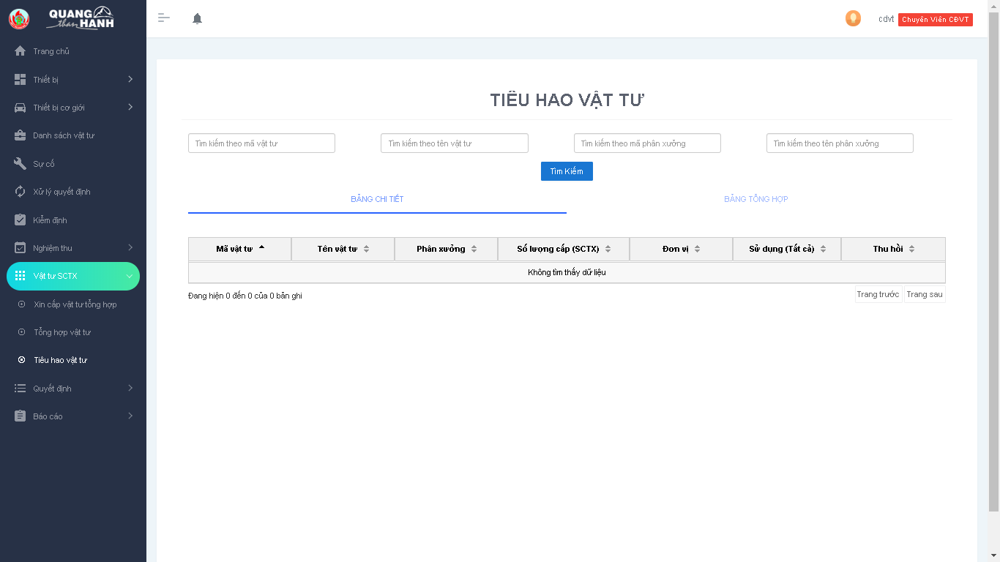 QUANG
than HANH
cdvt Chuyên Viên CĐVT
Trang chủ
Thiết bị
Thiết bị cơ giới
Danh sách vật tư
Sự cố
Xử lý quyết định
Kiểm định
Nghiệm thu
Vật tư SCTX
Xin cấp vật tư tổng hợp
Tổng hợp vật tư
Tiêu hao vật tư
Quyết định
Báo cáo
TIÊU HAO VẬT TƯ
Tìm kiếm theo mã vật tư
Tìm kiếm theo tên vật tư
Tìm kiếm theo mã phân xưởng
Tìm kiếm theo tên phân xưởng
Tìm Kiếm
BẢNG CHI TIẾT
BẢNG TỔNG HỢP
Mã vật tư Tên vật tư Phân xưởng Số lượng cấp (SCTX) Đơn vị Sử dụng (Tất cả) Thu hồi
Không tìm thấy dữ liệu
Đang hiện 0 đến 0 của 0 bản ghi
Trang trước Trang sau